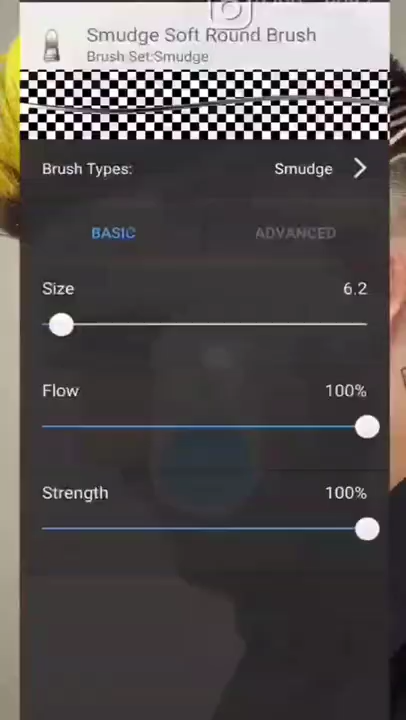 Smudge Soft Round Brush
Brush Set:Smudge
Brush Types: Smudge
BASIC ADVANCED
Size 6.2
Flow 100%
Strength 100%